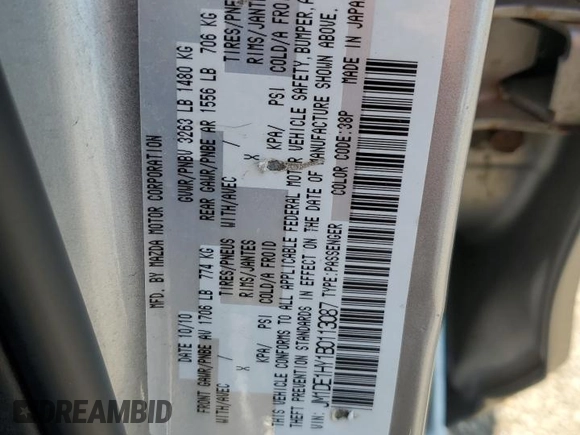 MFD. BY MAZDA MOTOR CORPORATION
DATE 10/10 GVWR/PNBV 3263 LB 1480 KG
FRONT GAWR/PNBE AV 1706 LB 774 KG REAR GAWR/PNBE AR 1556 LB 706 KG
WITH/AVEC / TIRES/PNEUS WITH/AVEC / TIRES/PNEUS
X RIMS/JANTES X RIMS/JANTES
KPA/ PSI COLD/A FROID KPA/ PSI COLD/A FROID
THIS VEHICLE CONFORMS TO ALL APPLICABLE FEDERAL MOTOR VEHICLE SAFETY, BUMPER, A
THEFT PREVENTION STANDARDS IN EFFECT ON THE DATE OF MANUFACTURE SHOWN ABOVE.
VIN: JM1DE1HY1B0113087 TYPE:PASSENGER COLOR CODE:38P MADE IN JAPA
DREAMBID